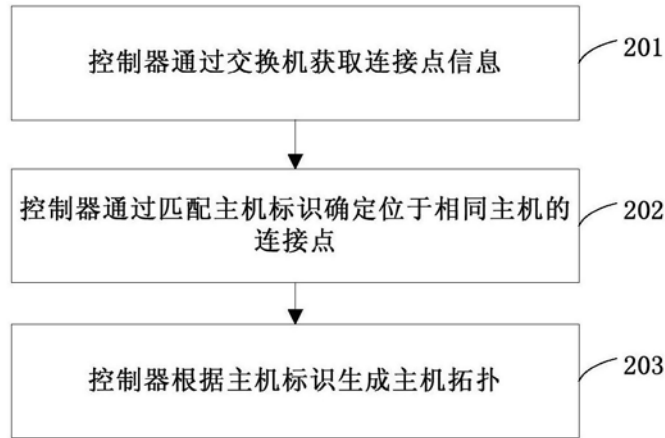 控制器通过交换机获取连接点信息
201
控制器通过匹配主机标识确定位于相同主机的
连接点
202
控制器根据主机标识生成主机拓扑
203